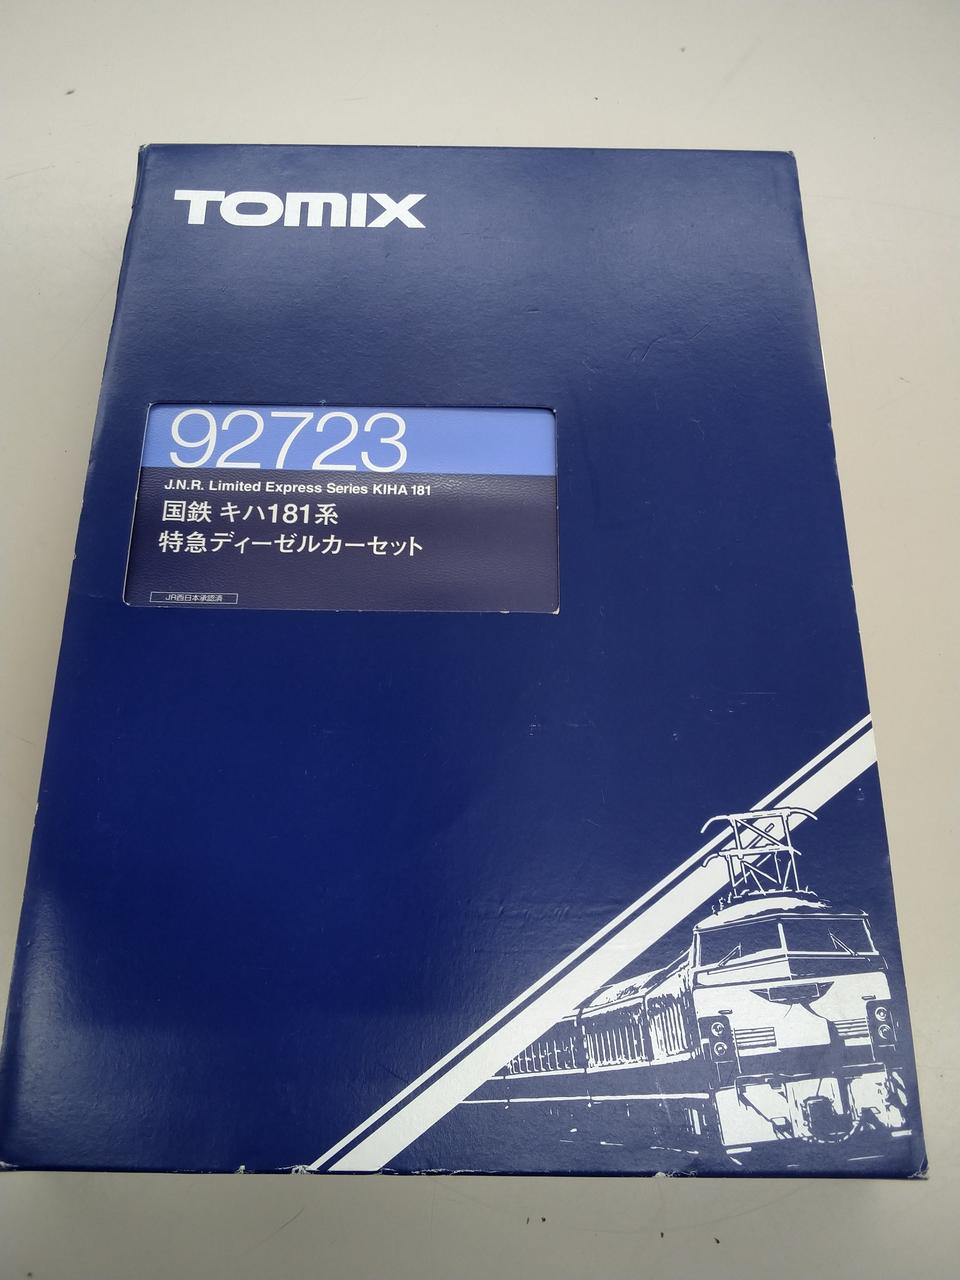 TOMIX
92723
J.N.R. Limited Express Series KIHA 181
国鉄 キハ181系
特急ディーゼルカーセット
JR西日本承認済